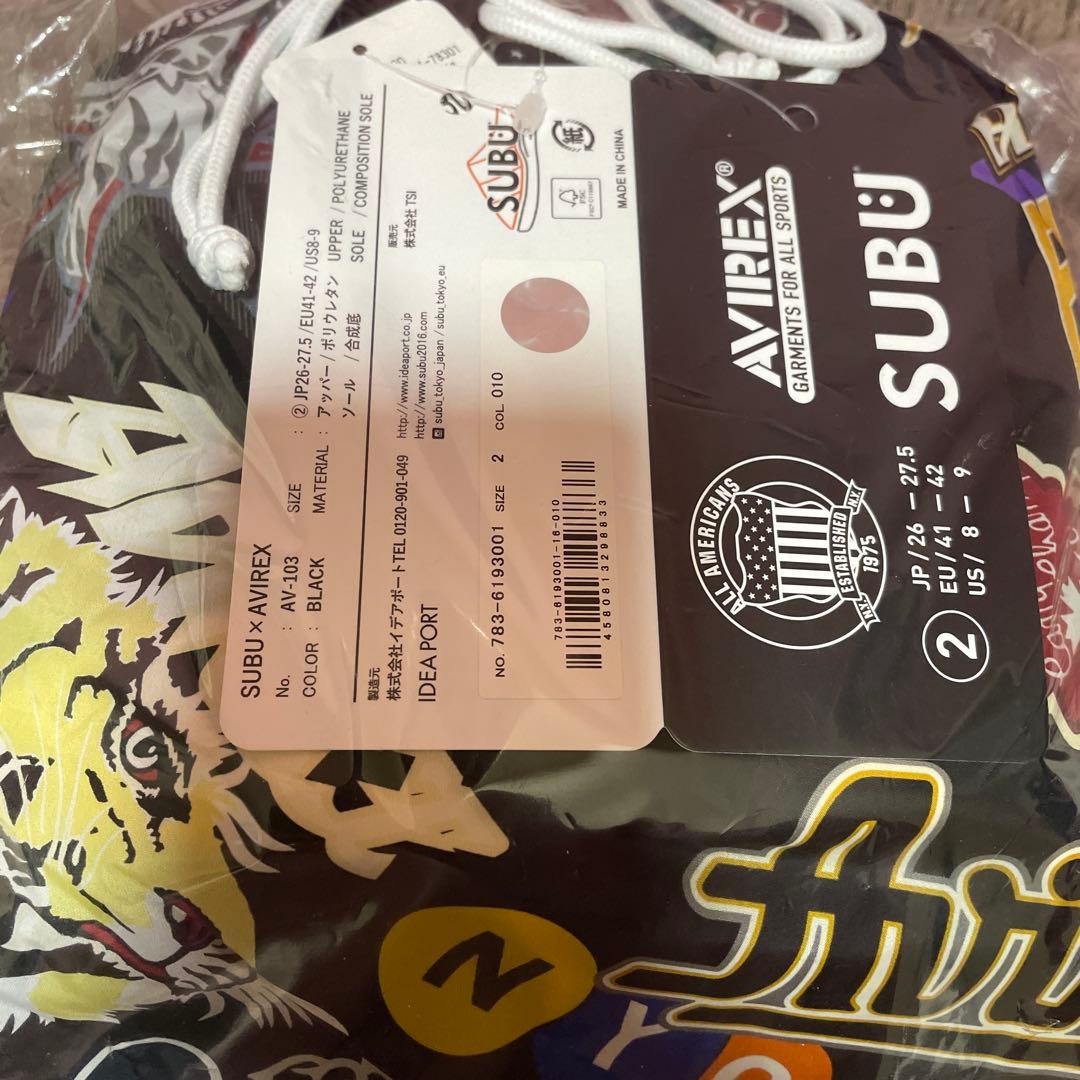 SUBU × AVIREX
No. : AV-103
COLOR : BLACK
SIZE : ② JP26-27.5 /EU41-42 /US8-9
MATERIAL : アッパー / ポリウレタン UPPER / POLYURETHANE
ソール / 合成底 SOLE / COMPOSITION SOLE
製造元
株式会社イデアポート TEL 0120-901-049
IDEA PORT
http://www.ideaport.co.jp
http://www.subu2016.com
subu_tokyo_japan / subu_tokyo_eu
販売元
株式会社 TSI
NO. 783-6193001 SIZE 2 COL 010
783-6193001-16-010
4580813298833
SUBU
紙
FSC
MADE IN CHINA
AVIREX®
GARMENTS FOR ALL SPORTS
SUBU
ALL AMERICANS
ESTABLISHED
N.Y. 1975 N.Y.
2
JP / 26 – 27.5
EU / 41 – 42
US / 8 – 9
Z
Y